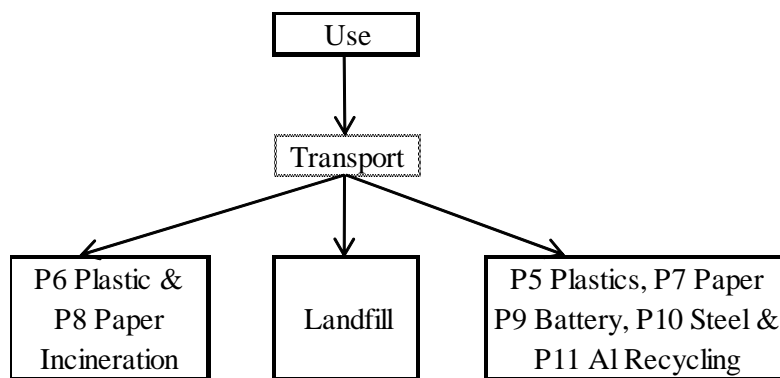 Use
Transport
P6 Plastic &
P8 Paper
Incineration
Landfill
P5 Plastics, P7 Paper
P9 Battery, P10 Steel &
P11 Al Recycling